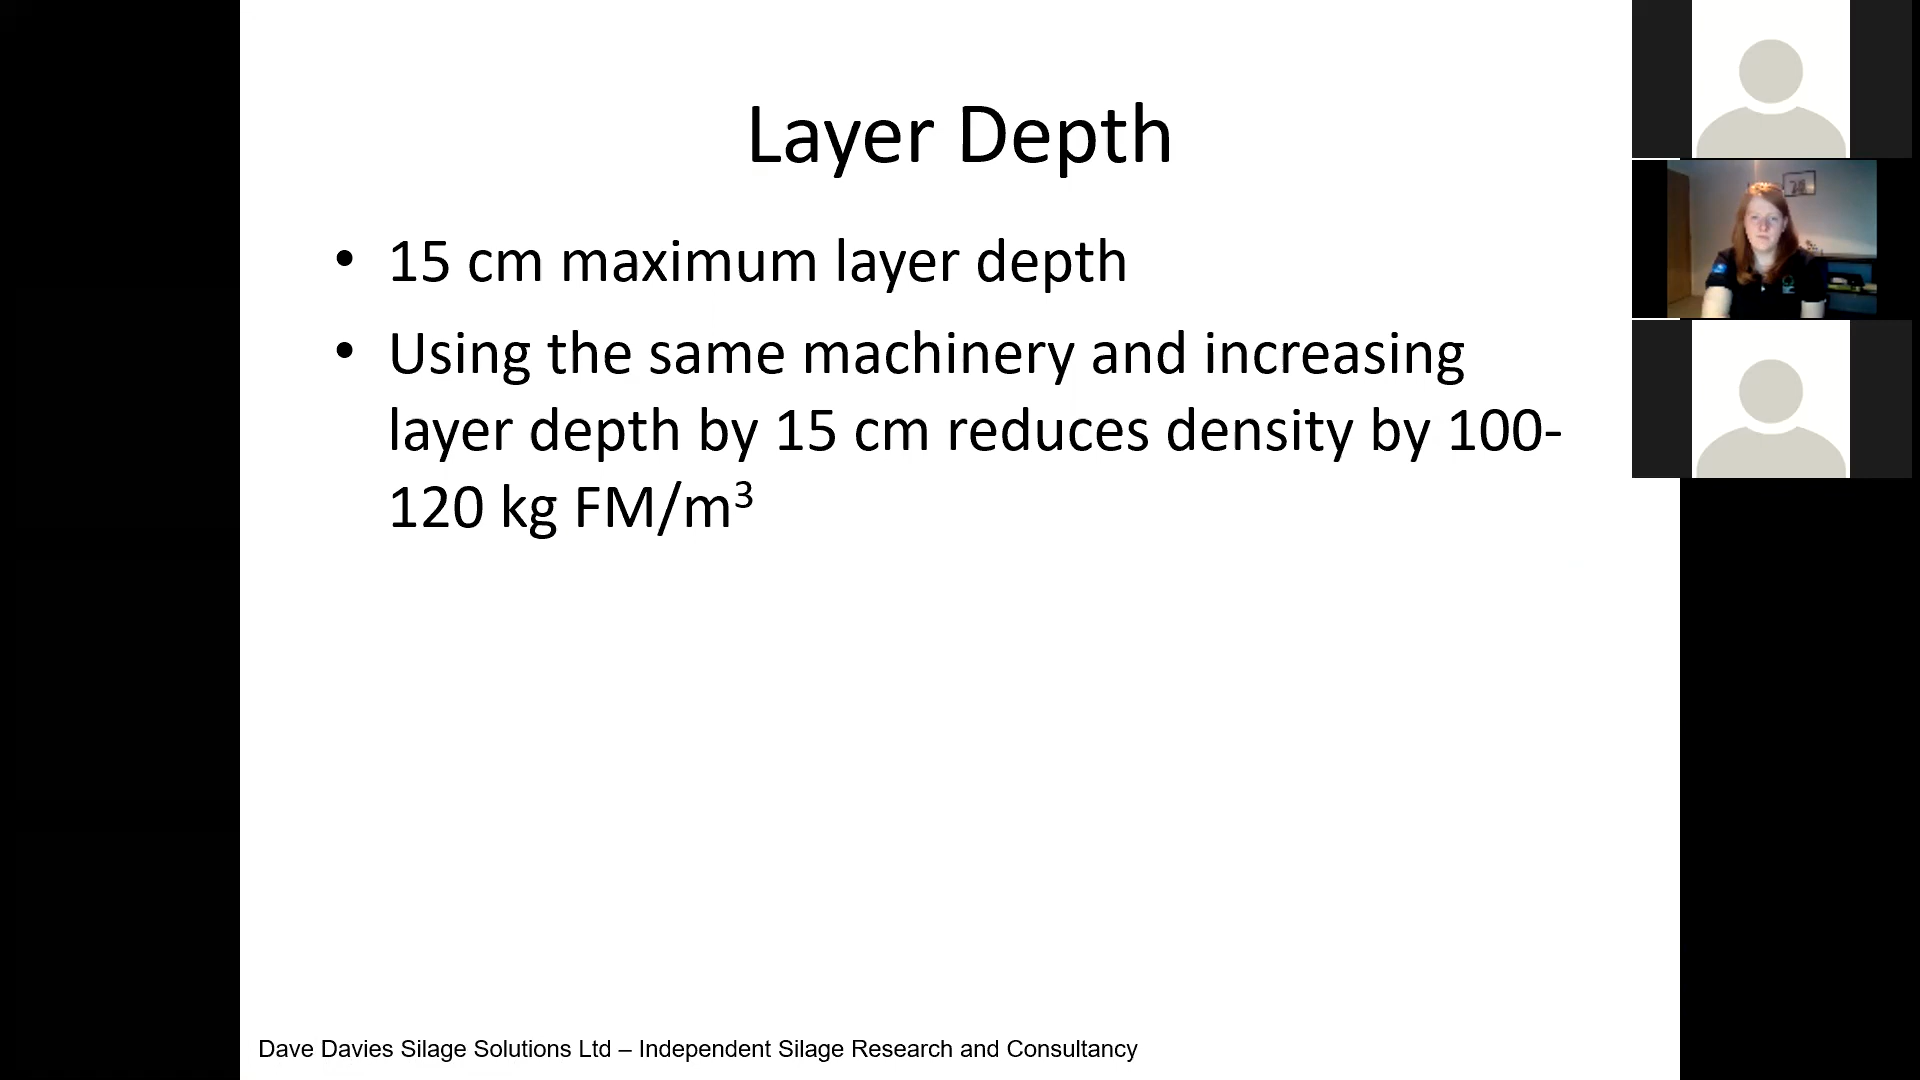 Layer Depth
• 15 cm maximum layer depth
• Using the same machinery and increasing
layer depth by 15 cm reduces density by 100-
120 kg FM/m³
Dave Davies Silage Solutions Ltd – Independent Silage Research and Consultancy